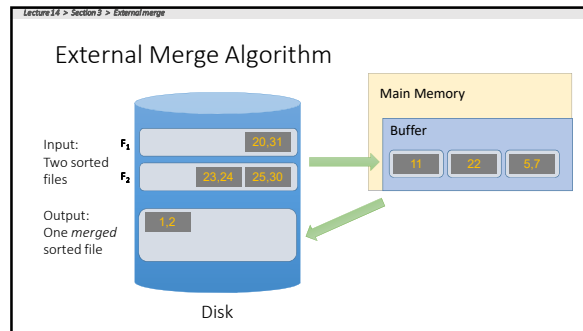 Lecture 14 > Section 3 > External merge
External Merge Algorithm
Main Memory
Buffer
11
22
5,7
Input:
Two sorted
files
F1
20,31
F2
23,24
25,30
Output:
One merged
sorted file
1,2
Disk